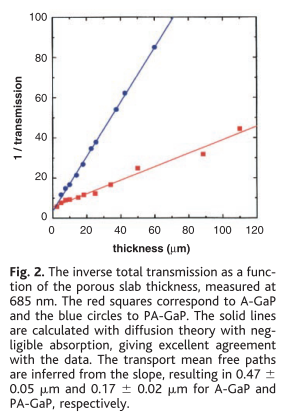 100
80
60
40
20
0
1 / transmission
0 20 40 60 80 100 120
thickness (μm)
Fig. 2. The inverse total transmission as a func-
tion of the porous slab thickness, measured at
685 nm. The red squares correspond to A-GaP
and the blue circles to PA-GaP. The solid lines
are calculated with diffusion theory with neg-
ligible absorption, giving excellent agreement
with the data. The transport mean free paths
are inferred from the slope, resulting in 0.47 ±
0.05 μm and 0.17 ± 0.02 μm for A-GaP and
PA-GaP, respectively.